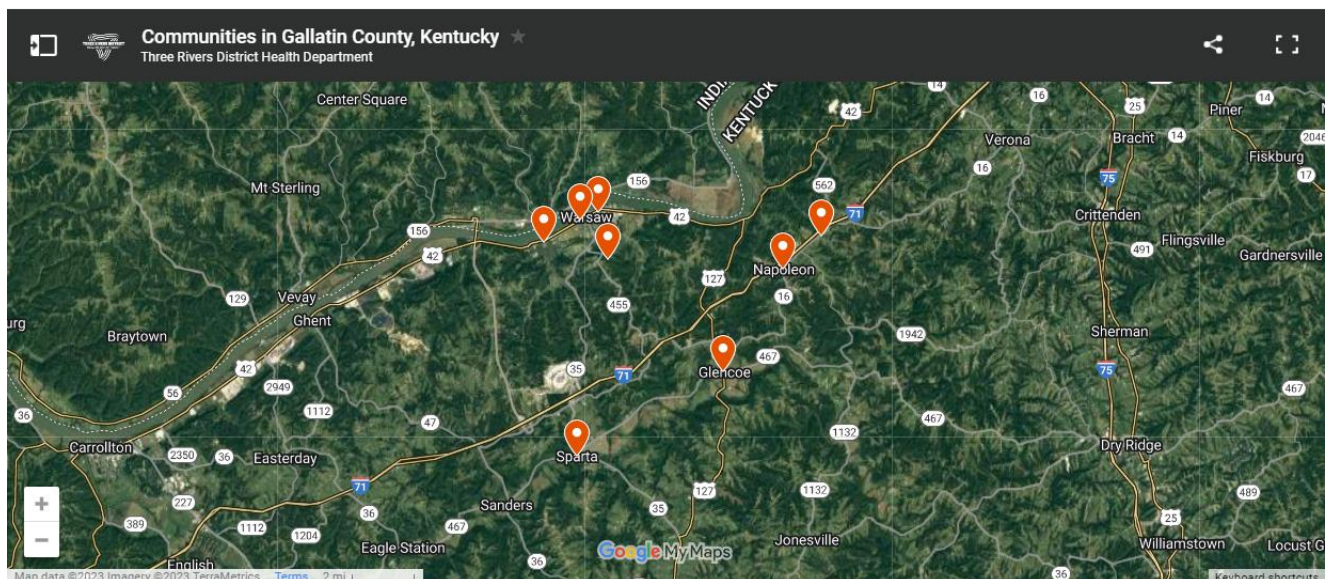 Communities in Gallatin County, Kentucky
Three Rivers District Health Department
Center Square
KENTUCK
42
14
16
25
Piner
14
Verona
Bracht
14
2046
Fiskburg
16
17
156
562
Mt Sterling
75
Warsaw
42
71
Crittenden
156
Flingsville
491
Gardnersville
42
Napoleon
127
129
Vevay
16
455
Ghent
urg
Braytown
1942
Sherman
467
35
Glencoe
71
75
42
2949
56
467
36
1112
47
467
1132
Carrollton
2350
36
Easterday
Sparta
Dry Ridge
71
127
1132
489
227
Sanders
36
467
35
25
389
1112
1204
Eagle Station
Google My Maps
Jonesville
Williamstown
Locust G
English
36
Map data ©2023 Imagery ©2023 TerraMetrics
Terms
2 mi
Keyboard shortcuts